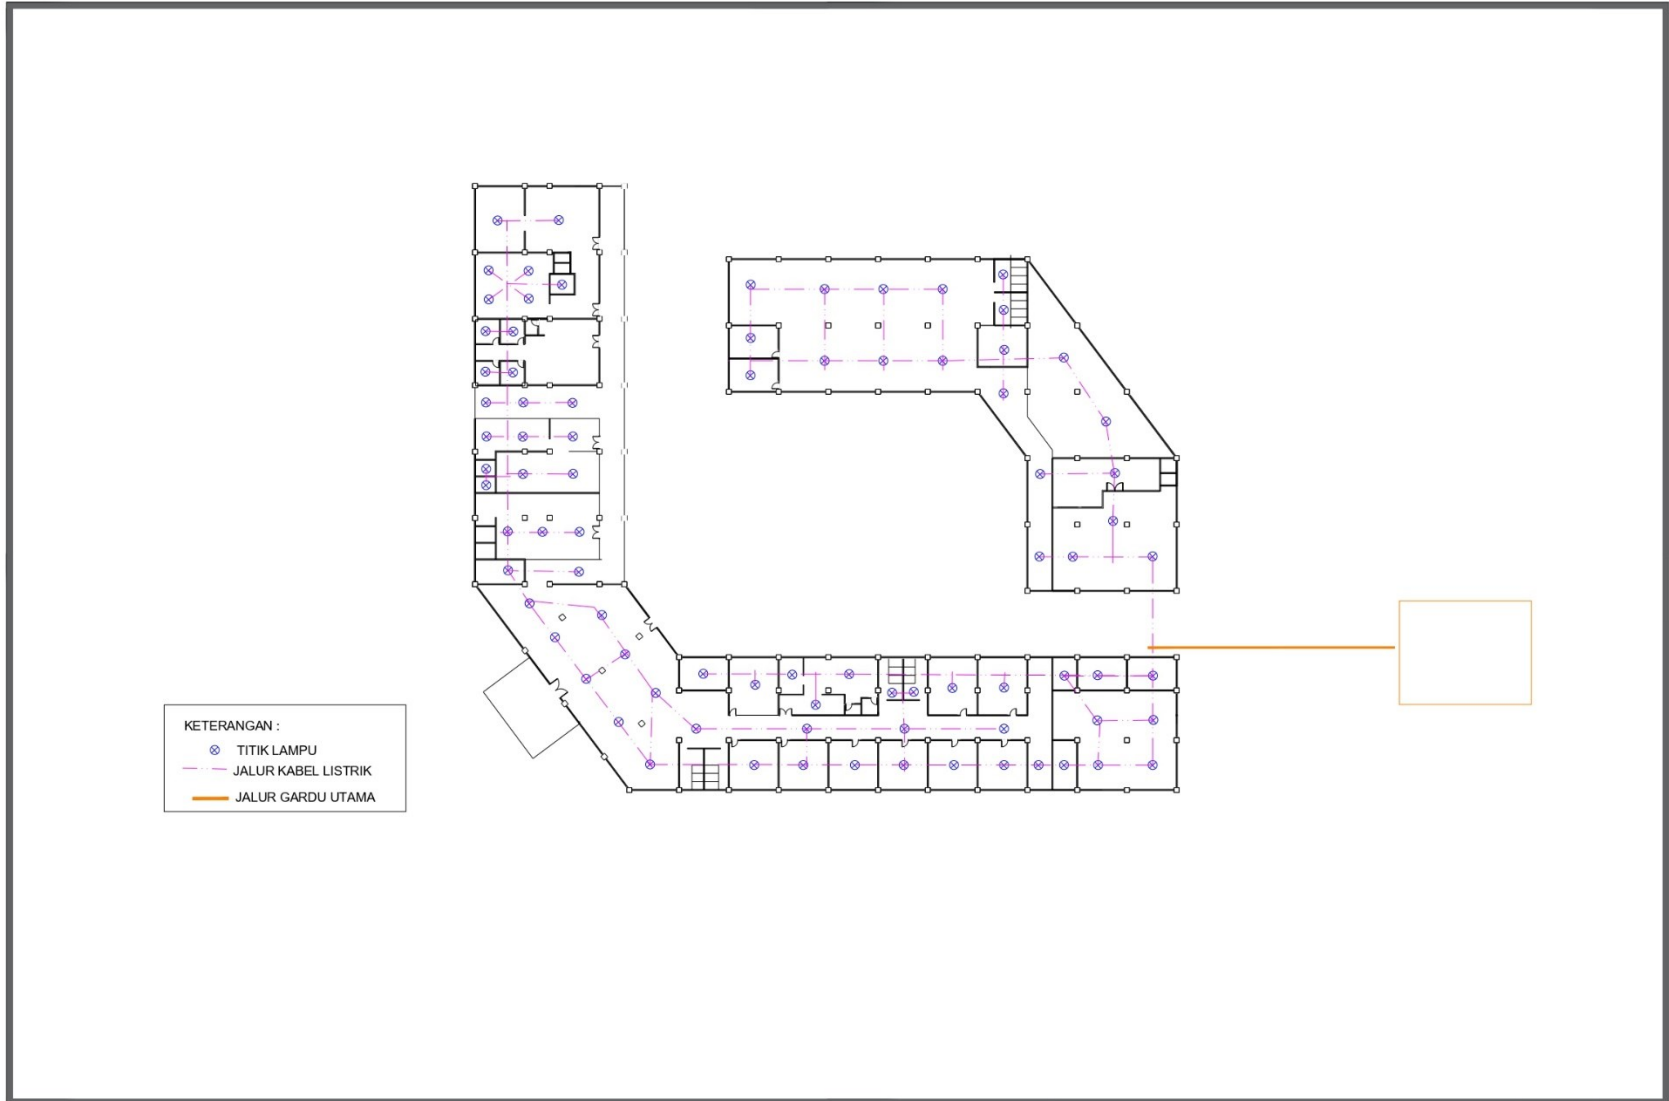 KETERANGAN :
TITIK LAMPU
JALUR KABEL LISTRIK
JALUR GARDU UTAMA